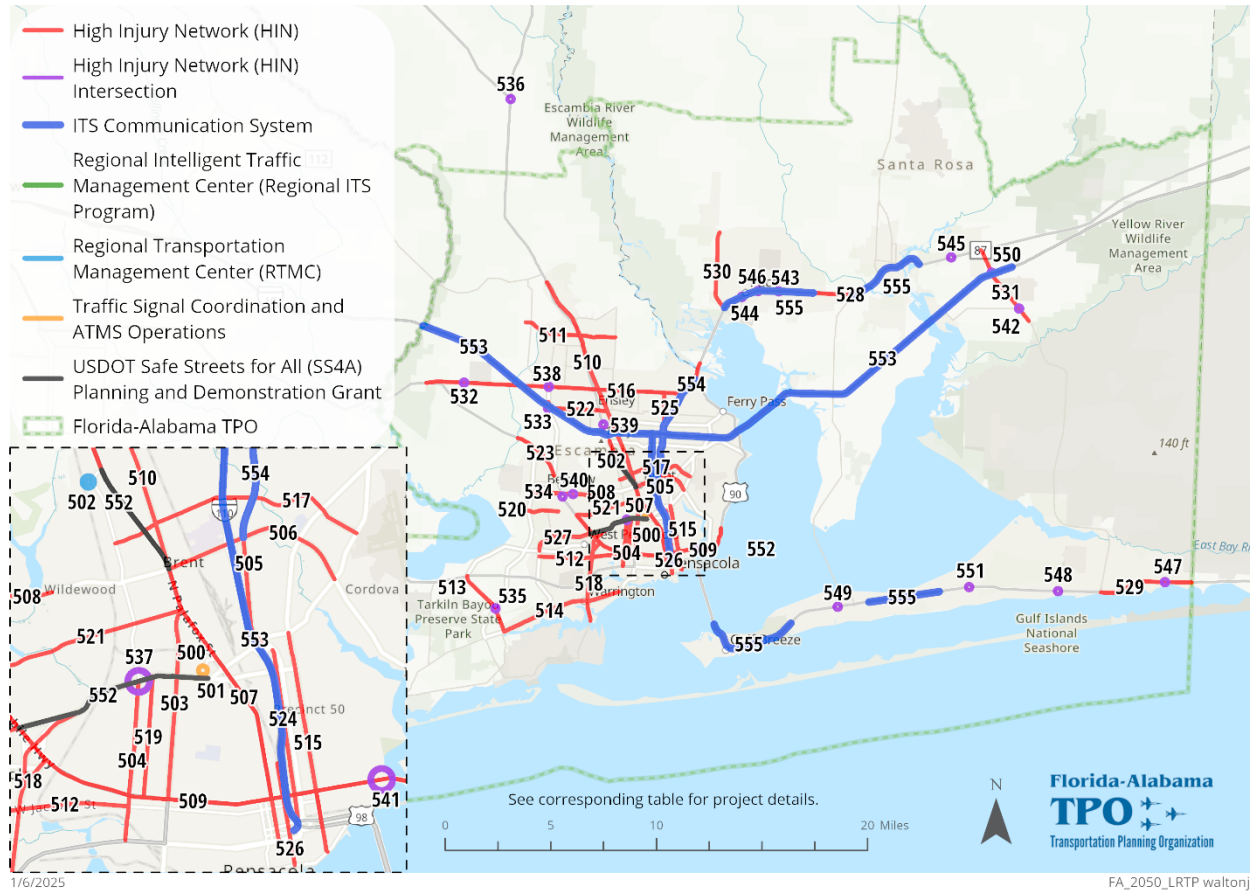 High Injury Network (HIN)
High Injury Network (HIN)
Intersection
ITS Communication System
Regional Intelligent Traffic
Management Center (Regional ITS
Program)
Regional Transportation
Management Center (RTMC)
Traffic Signal Coordination and
ATMS Operations
USDOT Safe Streets for All (SS4A)
Planning and Demonstration Grant
Florida-Alabama TPO
112
536
Escambia River
Wildlife
Management
Area
Santa Rosa
Yellow River
Wildlife
Management
Area
545
87
550
530
546
543
544
555
528
555
531
542
553
511
510
553
538
516
554
532
Ensley
522
525
Ferry Pass
533
539
140 ft
523
502
517
540
505
90
534
508
521
507
520
500
515
527
504
509
552
512
526
518
Warrington
513
535
514
Tarkiln Bayou
Preserve State
Park
East Bay
547
551
548
529
549
555
Gulf Islands
National
Seashore
555
510
554
502
552
517
110
506
Brent
505
Wildewood
Cordova
508
N Palafox St
521
553
500
537
501
507
552
503
524
519
515
504
518
512
509
541
98
526
Pensacola
See corresponding table for project details.
0
5
10
20 Miles
N
Florida-Alabama
TPO
Transportation Planning Organization
1/6/2025
FA_2050_LRTP waltonj